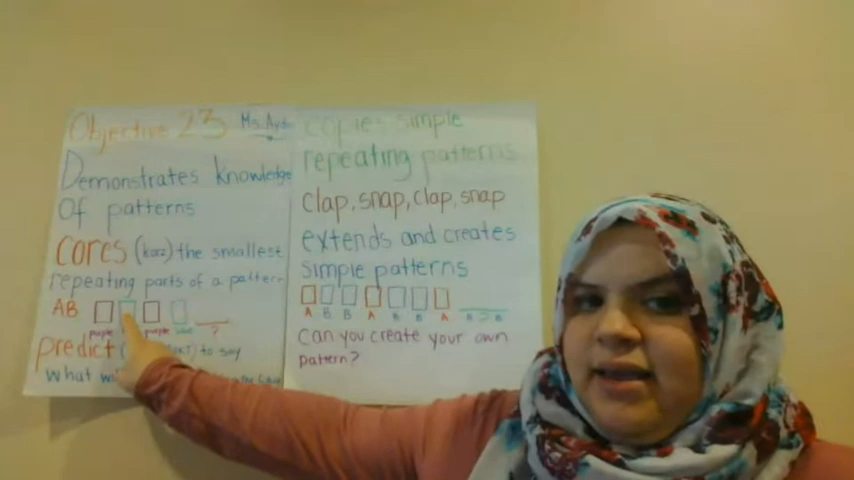 Objective 23 Ms.
Demonstrates knowledge
Of patterns
cores (korz) the smallest
repeating parts of a pattern
AB
purple purple blue ?
predict to say
what
copies simple
repeating patterns
clap, snap, clap, snap
extends and creates
simple patterns
A B B A B B A B ? B
Can you create your own
pattern?